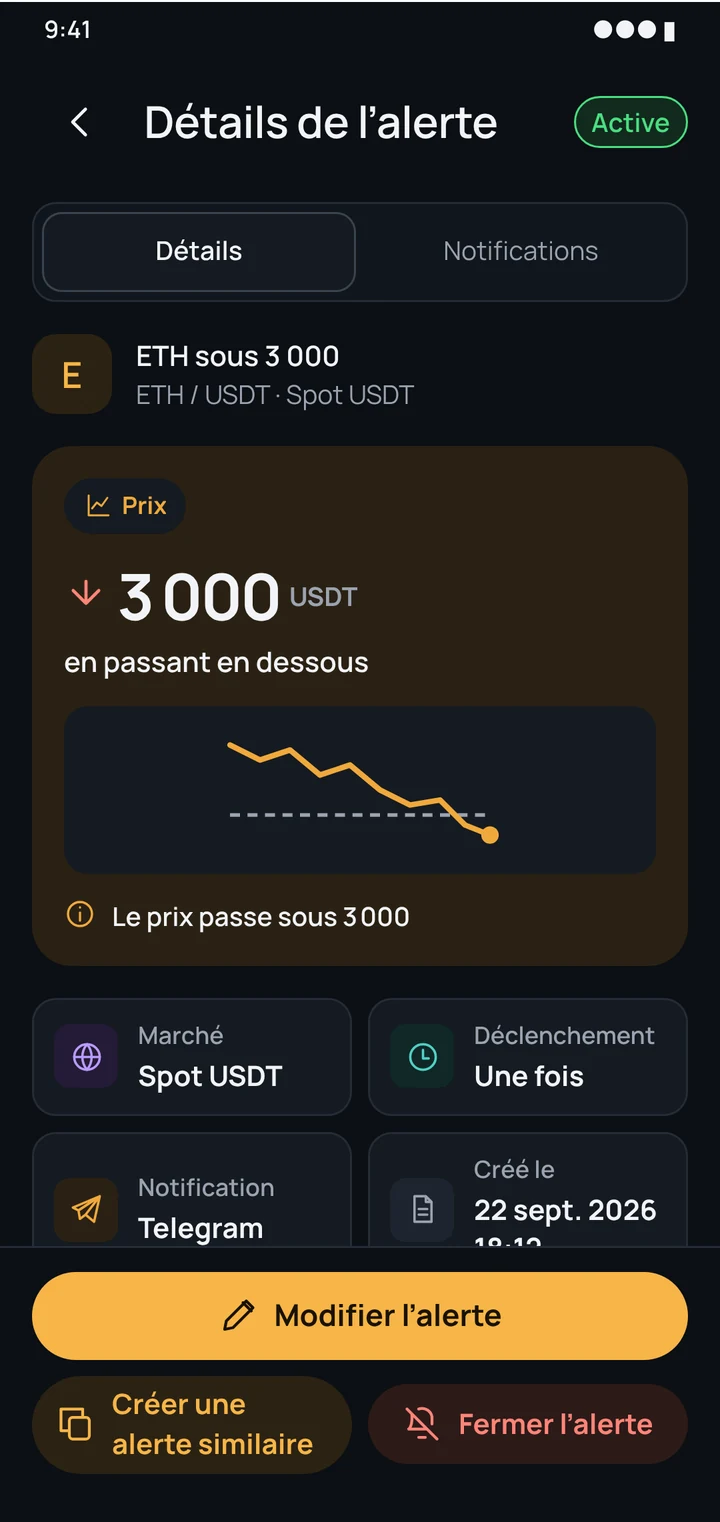 9:41
Détails de l’alerte
Active
Détails
Notifications
E
ETH sous 3 000
ETH / USDT · Spot USDT
Prix
3 000 USDT
en passant en dessous
Le prix passe sous 3 000
Marché
Spot USDT
Déclenchement
Une fois
Notification
Telegram
Créé le
22 sept. 2026
18:12
Modifier l’alerte
Créer une
alerte similaire
Fermer l’alerte